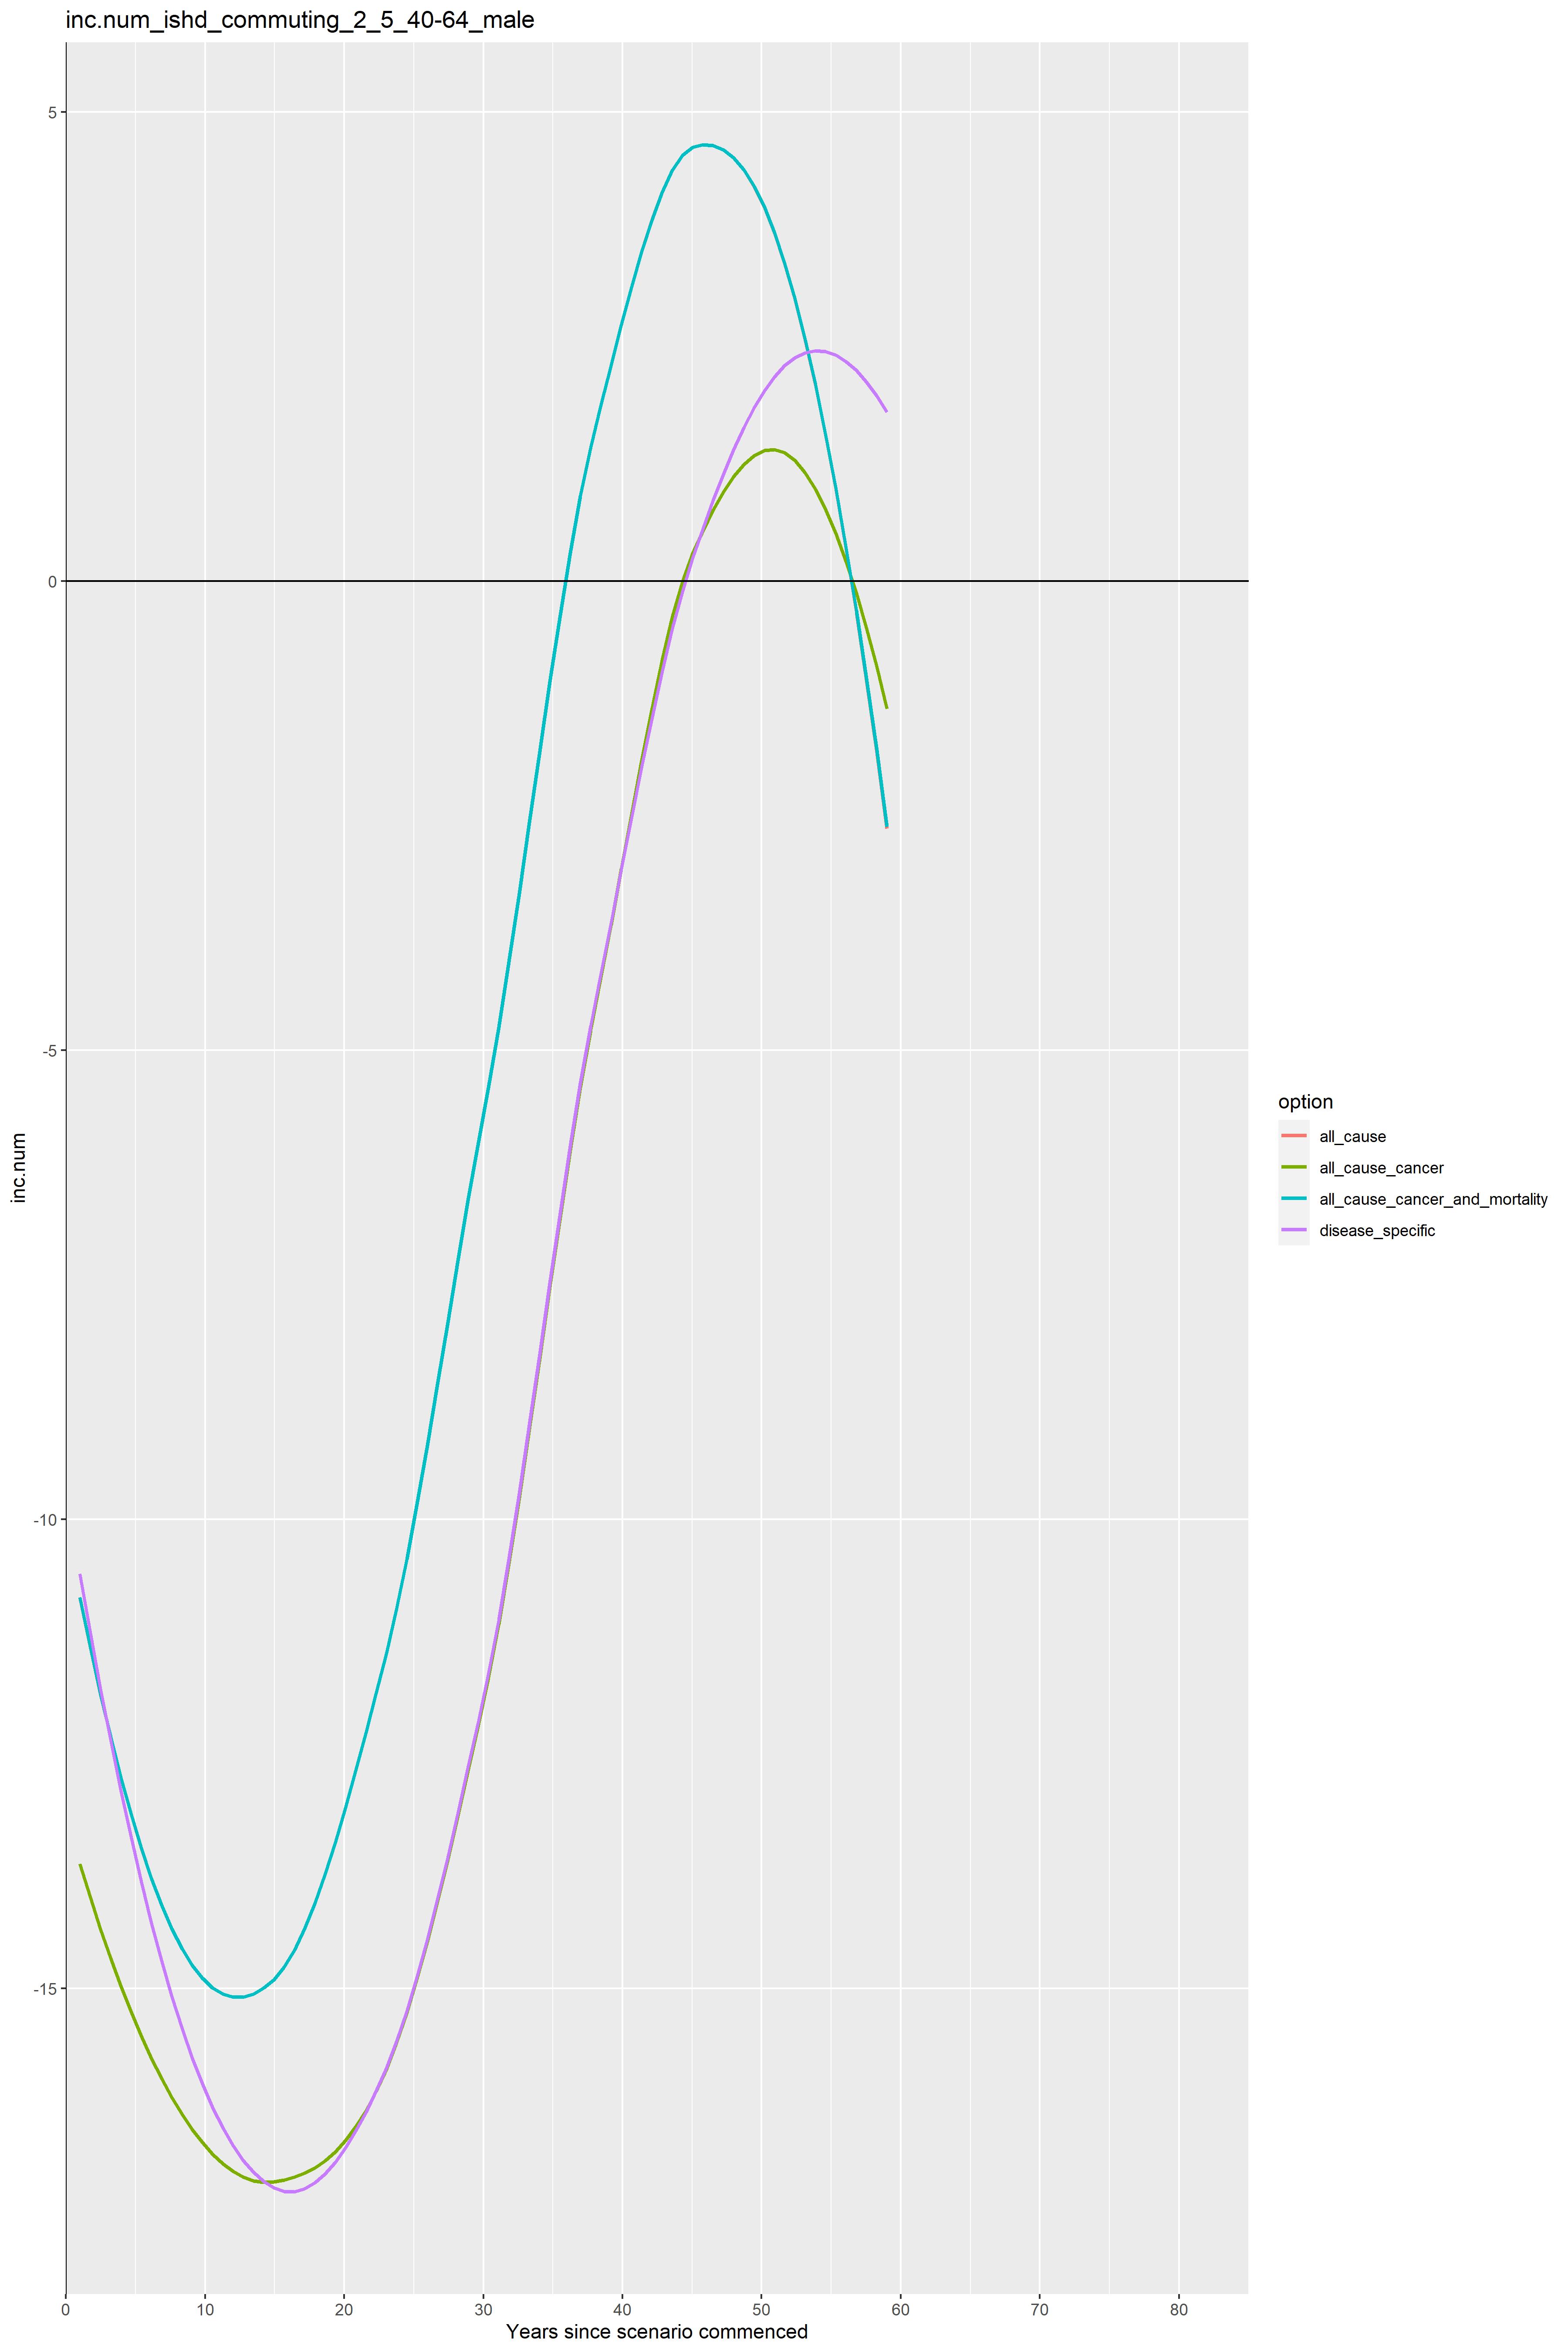 inc.num_ishd_commuting_2_5_40-64_male
5
0
-5
-10
-15
inc.num
0 10 20 30 40 50 60 70 80
Years since scenario commenced
option
all_cause
all_cause_cancer
all_cause_cancer_and_mortality
disease_specific